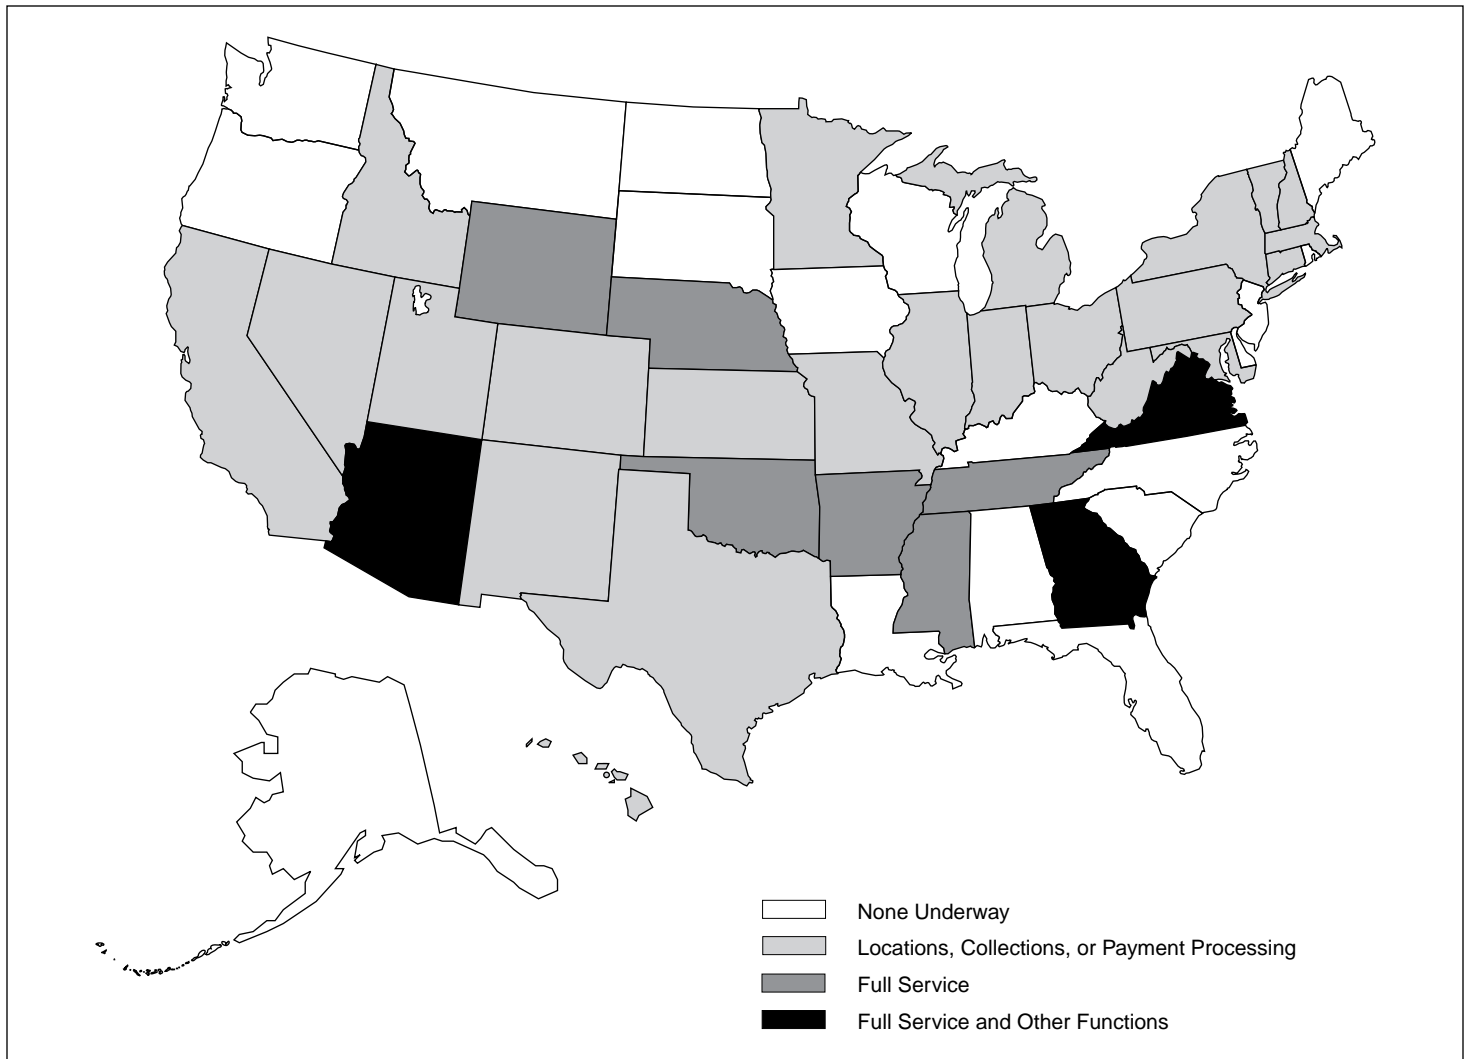 None Underway
Locations, Collections, or Payment Processing
Full Service
Full Service and Other Functions